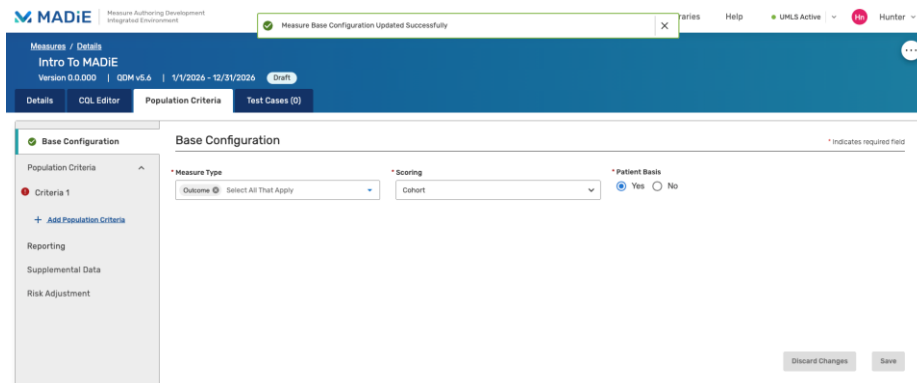 MADiE
Measure Authoring Development
Integrated Environment
Measure Base Configuration Updated Successfully
raries
Help
UMLS Active
Hn
Hunter
Measures / Details
Intro To MADiE
Version 0.0.000 | QDM v5.6 | 1/1/2026 - 12/31/2026 Draft
Details
CQL Editor
Population Criteria
Test Cases (0)
Base Configuration
Population Criteria
Criteria 1
+ Add Population Criteria
Reporting
Supplemental Data
Risk Adjustment
Base Configuration
* Indicates required field
* Measure Type
Outcome Select All That Apply
* Scoring
Cohort
* Patient Basis
Yes No
Discard Changes
Save